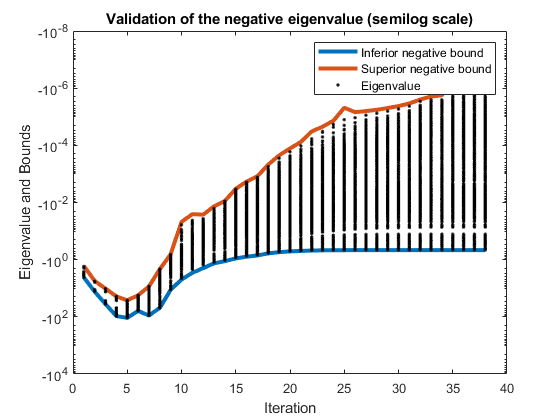 Validation of the negative eigenvalue (semilog scale)
-10^-8
Inferior negative bound
Superior negative bound
Eigenvalue
-10^-6
-10^-4
-10^-2
-10^0
-10^2
-10^4
Eigenvalue and Bounds
0 5 10 15 20 25 30 35 40
Iteration